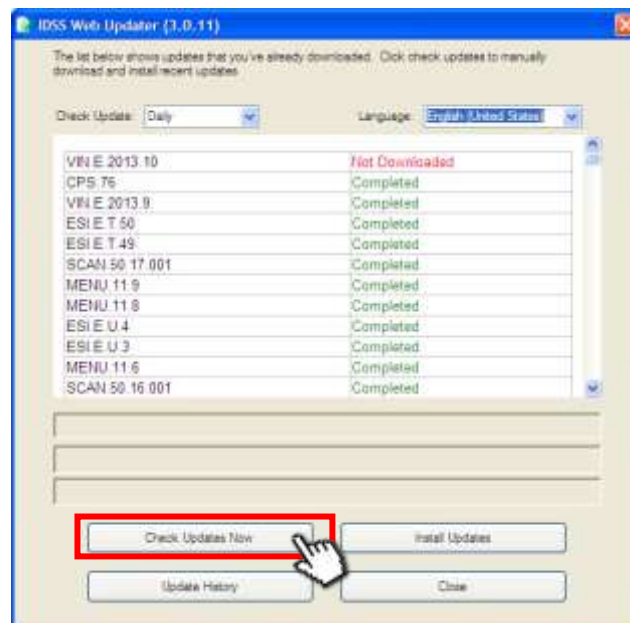 IDSS Web Updater (3.0.11)
The list below shows updates that you've already downloaded. Click check updates to manually
download and install recent updates
Check Update: Daily Language: English (United States)
VIN.E.2013.10 Not Downloaded
CPS.76 Completed
VIN.E.2013.9 Completed
ESI.E.T.50 Completed
ESI.E.T.49 Completed
SCAN.50.17.001 Completed
MENU.11.9 Completed
MENU.11.8 Completed
ESI.E.U.4 Completed
ESI.E.U.3 Completed
MENU.11.6 Completed
SCAN.50.16.001 Completed
Check Updates Now Install Updates
Update History Close